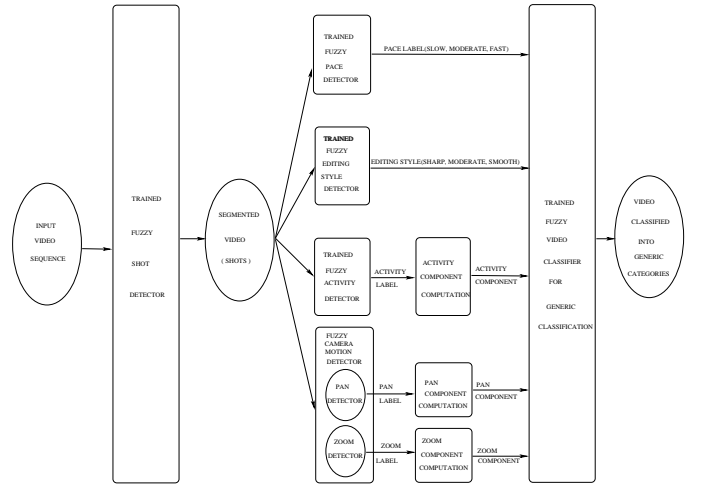 INPUT
VIDEO
SEQUENCE
TRAINED
FUZZY
SHOT
DETECTOR
SEGMENTED
VIDEO
( SHOTS )
TRAINED
FUZZY
PACE
DETECTOR
PACE LABEL(SLOW, MODERATE, FAST)
TRAINED
FUZZY
EDITING
STYLE
DETECTOR
EDITING STYLE(SHARP, MODERATE, SMOOTH)
TRAINED
FUZZY
ACTIVITY
DETECTOR
ACTIVITY
LABEL
ACTIVITY
COMPONENT
COMPUTATION
ACTIVITY
COMPONENT
FUZZY
CAMERA
MOTION
DETECTOR
PAN
DETECTOR
PAN
LABEL
PAN
COMPONENT
COMPUTATION
PAN
COMPONENT
ZOOM
DETECTOR
ZOOM
LABEL
ZOOM
COMPONENT
COMPUTATION
ZOOM
COMPONENT
TRAINED
FUZZY
VIDEO
CLASSIFIER
FOR
GENERIC
CLASSIFICATION
VIDEO
CLASSIFIED
INTO
GENERIC
CATEGORIES